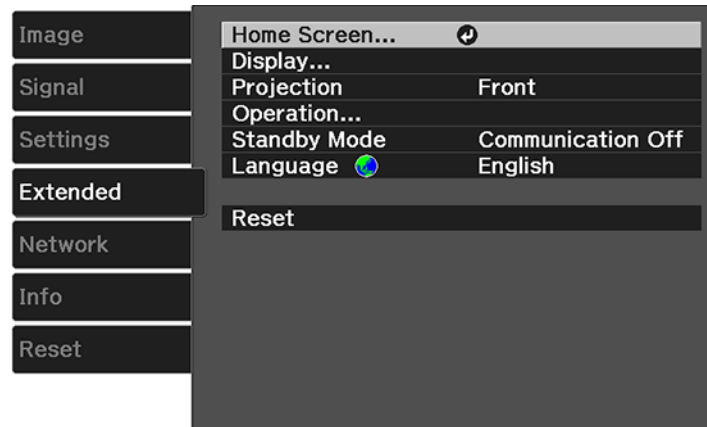 Image
Signal
Settings
Extended
Network
Info
Reset
Home Screen...
Display...
Projection Front
Operation...
Standby Mode Communication Off
Language English
Reset